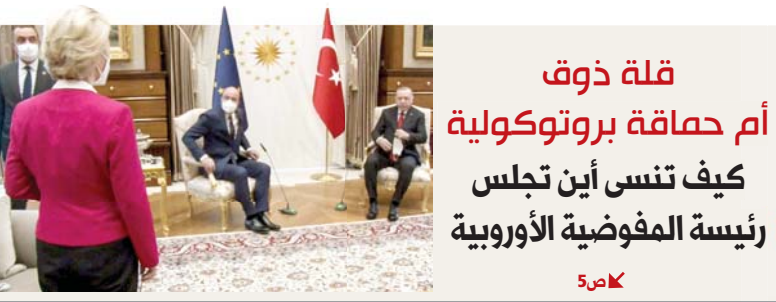 قلة ذوق
أم حماقة بروتوكولية
كيف تنسى أين تجلس
رئيسة المفوضية الأوروبية
ص5